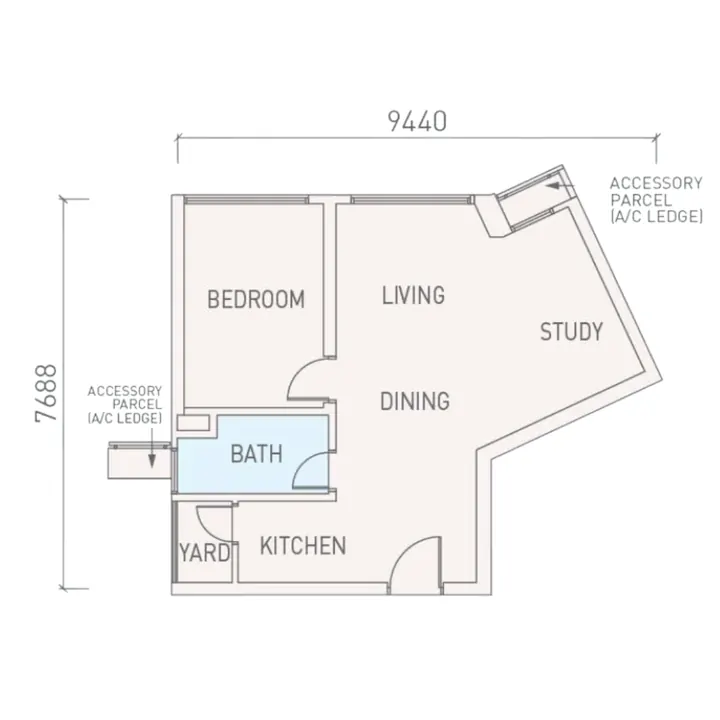 9440
ACCESSORY
PARCEL
(A/C LEDGE)
BEDROOM
LIVING
STUDY
7688
ACCESSORY
PARCEL
(A/C LEDGE)
DINING
BATH
YARD
KITCHEN